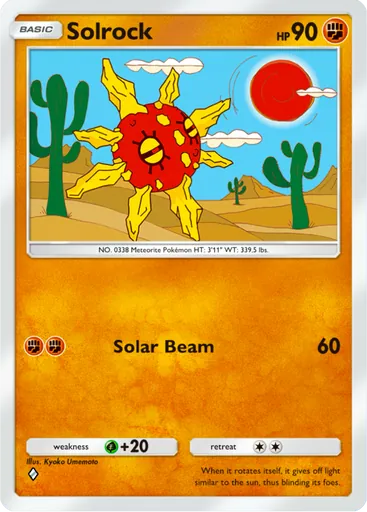 BASIC Solrock HP 90
NO. 0338 Meteorite Pokémon HT: 3'11" WT: 339.5 lbs.
Solar Beam 60
weakness +20 retreat
Illus. Kyoko Umemoto
When it rotates itself, it gives off light
similar to the sun, thus blinding its foes.